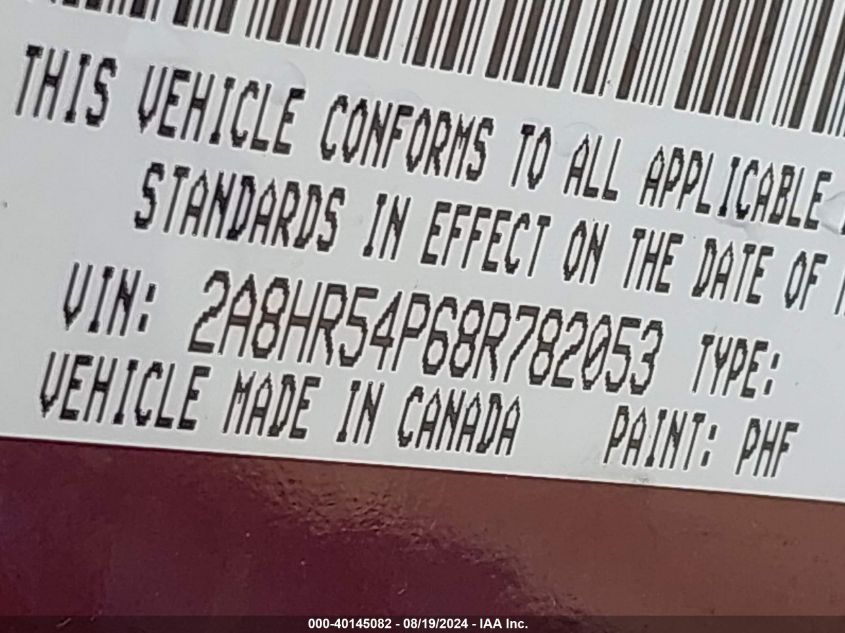 THIS VEHICLE CONFORMS TO ALL APPLICABLE
STANDARDS IN EFFECT ON THE DATE OF
VIN: 2A8HR54P68R782053 TYPE:
VEHICLE MADE IN CANADA PAINT: PHF
000-40145082 - 08/19/2024 - IAA Inc.